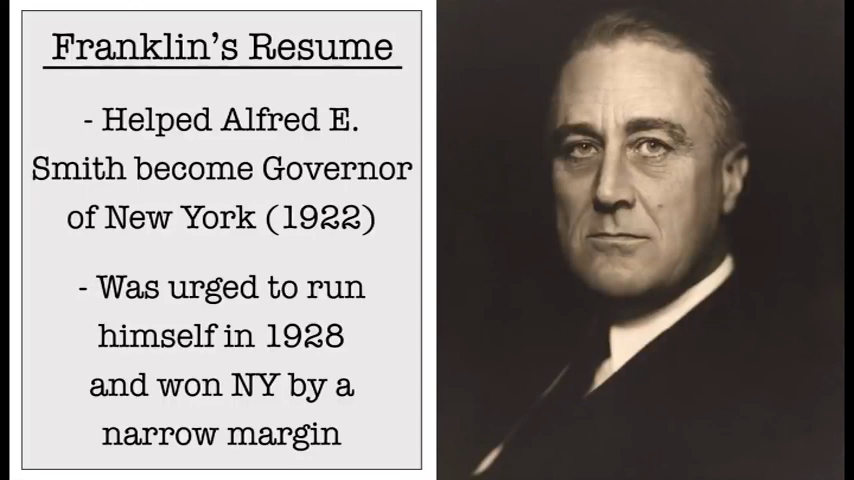 Franklin's Resume
- Helped Alfred E.
Smith become Governor
of New York (1922)
- Was urged to run
himself in 1928
and won NY by a
narrow margin